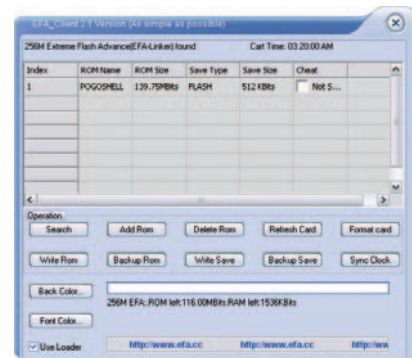 EFA_Client 2.1 Version (As simple as possible)
256M Extreme Flash Advance(EFA-Linker) found Cart Time: 03:20:00 AM
Index ROM Name ROM Size Save Type Save Size Cheat
1 POGOSHELL 139.75MBits FLASH 512 KBits Not S...
Operation
Search Add Rom Delete Rom Refresh Card Format card
Write Rom Backup Rom Write Save Backup Save Sync Clock
Back Color...
256M EFA:.ROM left:116.00MBits.RAM left:1536KBits
Font Color...
Use Loader http://www.efa.cc http://www.efa.cc http://ww